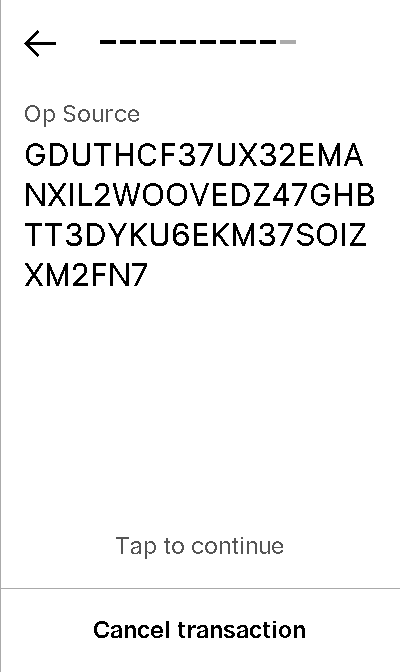 Op Source
GDUTHCF37UX32EMA
NXIL2WOOVEDZ47GHB
TT3DYKU6EKM37SOIZ
XM2FN7
Tap to continue
Cancel transaction